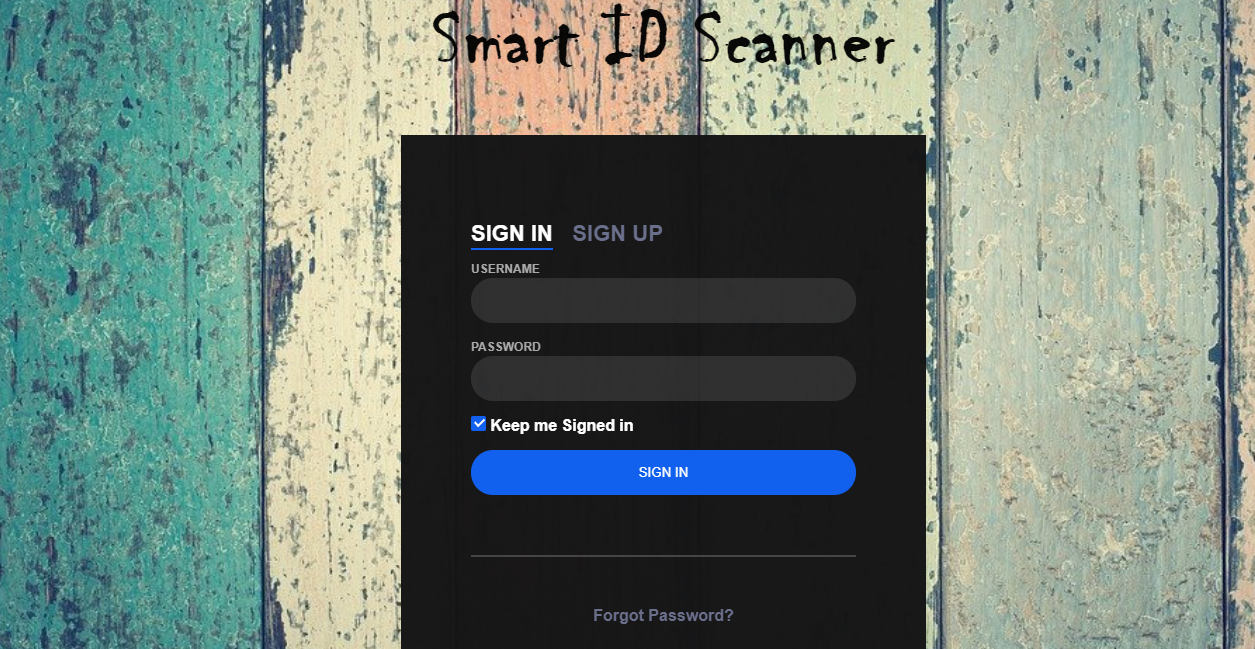 Smart ID Scanner
SIGN IN SIGN UP
USERNAME
PASSWORD
Keep me Signed in
SIGN IN
Forgot Password?